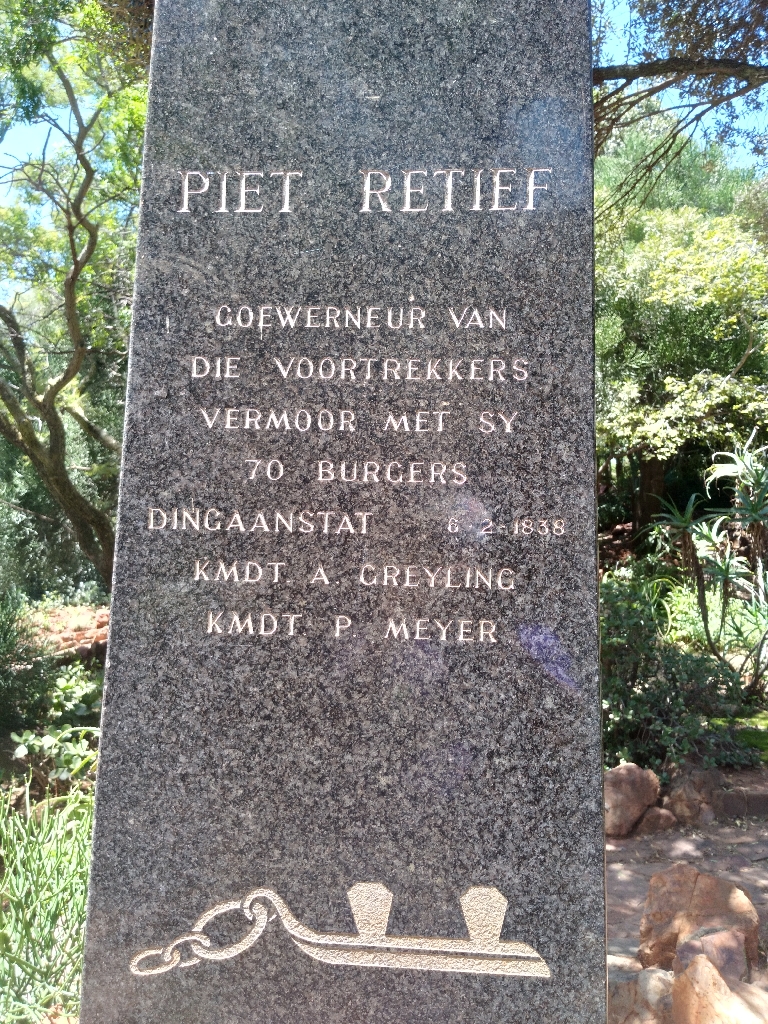 PIET RETIEF
GOEWERNEUR VAN
DIE VOORTREKKERS
VERMOOR MET SY
70 BURGERS
DINGAANSTAT 6-2-1838
KMDT. A. GREYLING
KMDT. P. MEYER